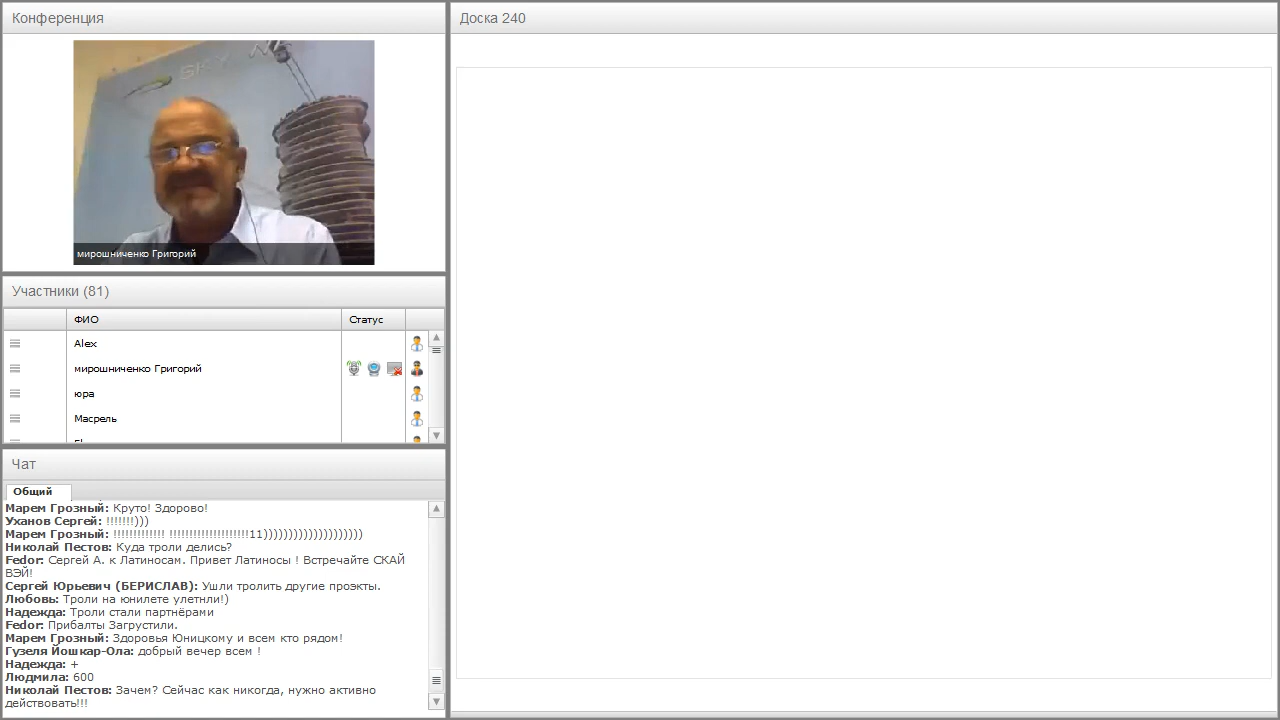 Конференция
SKY
мирошниченко Григорий
Участники (81)
ФИО Статус
Alex
мирошниченко Григорий
юра
Масрель
Чат
Общий
Марем Грозный: Круто! Здорово!
Уханов Сергей: !!!!!!!)))
Марем Грозный: !!!!!!!!!!!!! !!!!!!!!!!!!!!!!!!!!11))))))))))))))))))))
Николай Пестов: Куда троли делись?
Fedor: Сергей А. к Латиносам. Привет Латиносы ! Встречайте СКАЙ
ВЭЙ!
Сергей Юрьевич (БЕРИСЛАВ): Ушли тролить другие проэкты.
Любовь: Троли на юнилете улетнли!)
Надежда: Троли стали партнёрами
Fedor: Прибалты Загрустили.
Марем Грозный: Здоровья Юницкому и всем кто рядом!
Гузеля Йошкар-Ола: добрый вечер всем !
Надежда: +
Людмила: 600
Николай Пестов: Зачем? Сейчас как никогда, нужно активно
действовать!!!
Доска 240